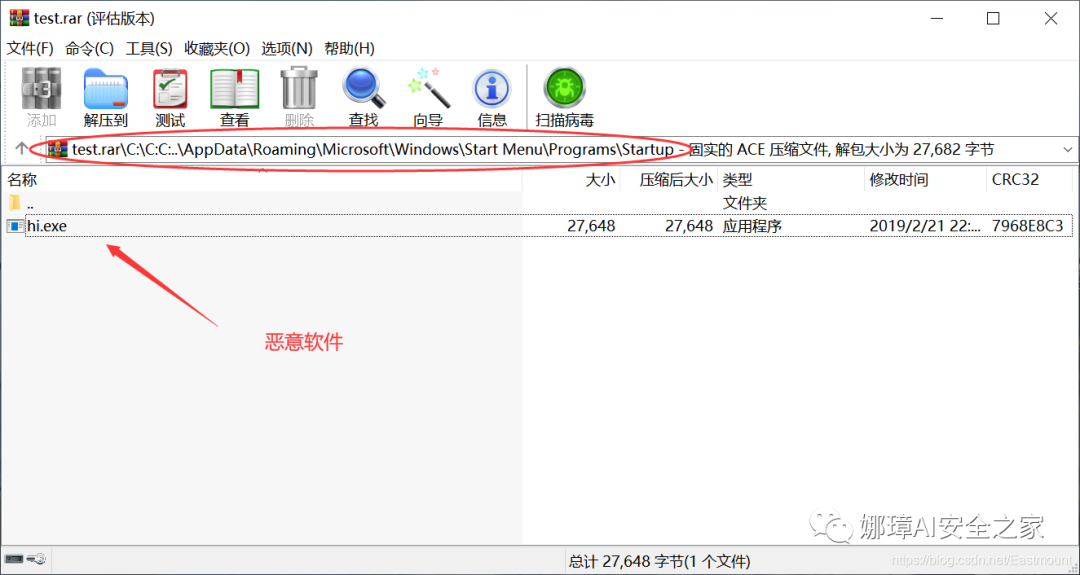 test.rar (评估版本)
文件(F) 命令(C) 工具(S) 收藏夹(O) 选项(N) 帮助(H)
添加 解压到 测试 查看 删除 查找 向导 信息 扫描病毒
test.rar\C:\C:C:..\AppData\Roaming\Microsoft\Windows\Start Menu\Programs\Startup - 固实的 ACE 压缩文件, 解包大小为 27,682 字节
名称 大小 压缩后大小 类型 修改时间 CRC32
.. 文件夹
hi.exe 27,648 27,648 应用程序 2019/2/21 22:... 7968E8C3
恶意软件
娜璋AI安全之家
https://blog.csdn.net/Eastmount
总计 27,648 字节(1 个文件)